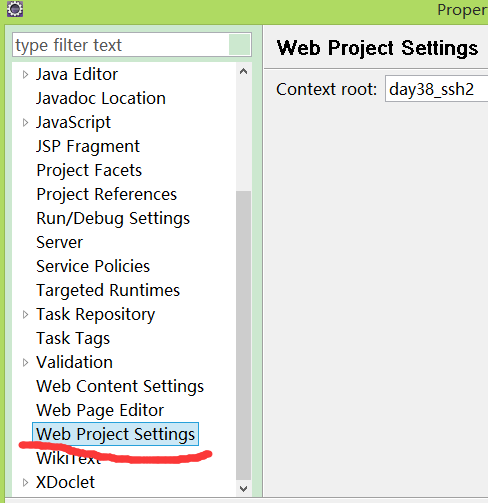 Proper
type filter text
Java Editor
Javadoc Location
JavaScript
JSP Fragment
Project Facets
Project References
Run/Debug Settings
Server
Service Policies
Targeted Runtimes
Task Repository
Task Tags
Validation
Web Content Settings
Web Page Editor
Web Project Settings
WikiText
XDoclet
Web Project Settings
Context root: day38_ssh2